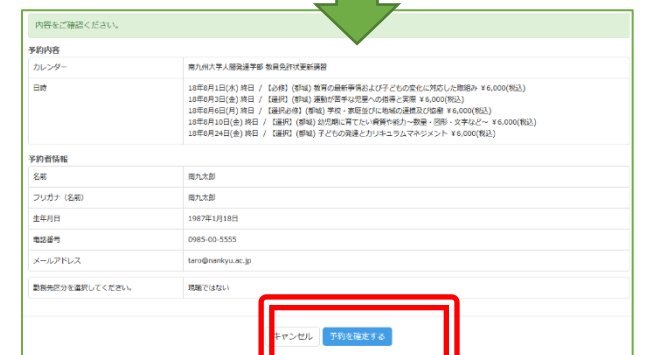 内容をご確認ください。
予約内容
カレンダー 南九州大学人間発達学部 教員免許状更新講習
日時 18年8月1日(水) 終日 / 【必修】(都城) 教育の最新事情および子どもの変化に対応した取組み ¥6,000(税込)
18年8月3日(金) 終日 / 【選択】(都城) 運動が苦手な児童への指導と実際 ¥6,000(税込)
18年8月6日(月) 終日 / 【選択必修】(都城) 学校・家庭並びに地域の連携及び協働 ¥6,000(税込)
18年8月10日(金) 終日 / 【選択】(都城) 幼児期に育てたい資質や能力～数量・図形・文字など～ ¥6,000(税込)
18年8月24日(金) 終日 / 【選択】(都城) 子どもの発達とカリキュラムマネジメント ¥6,000(税込)
予約者情報
名前 南九太郎
フリガナ（名前） 南九太郎
生年月日 1987年1月18日
電話番号 0985-00-5555
メールアドレス taro@nankyu.ac.jp
勤務先区分を選択してください。 現職ではない
キャンセル 予約を確定する